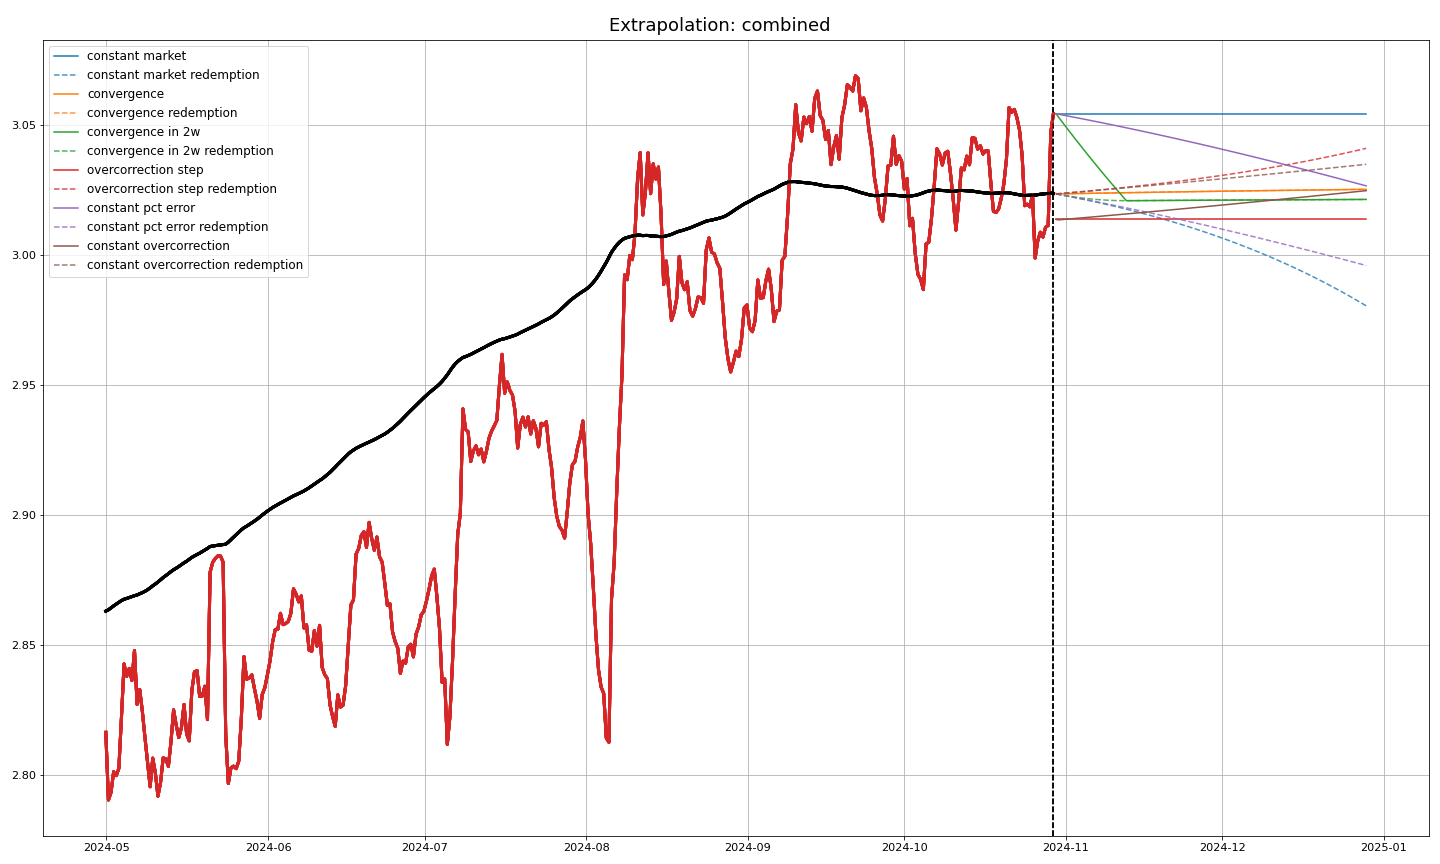 Extrapolation: combined
constant market
constant market redemption
convergence
convergence redemption
convergence in 2w
convergence in 2w redemption
overcorrection step
overcorrection step redemption
constant pct error
constant pct error redemption
constant overcorrection
constant overcorrection redemption
3.05
3.00
2.95
2.90
2.85
2.80
2024-05
2024-06
2024-07
2024-08
2024-09
2024-10
2024-11
2024-12
2025-01